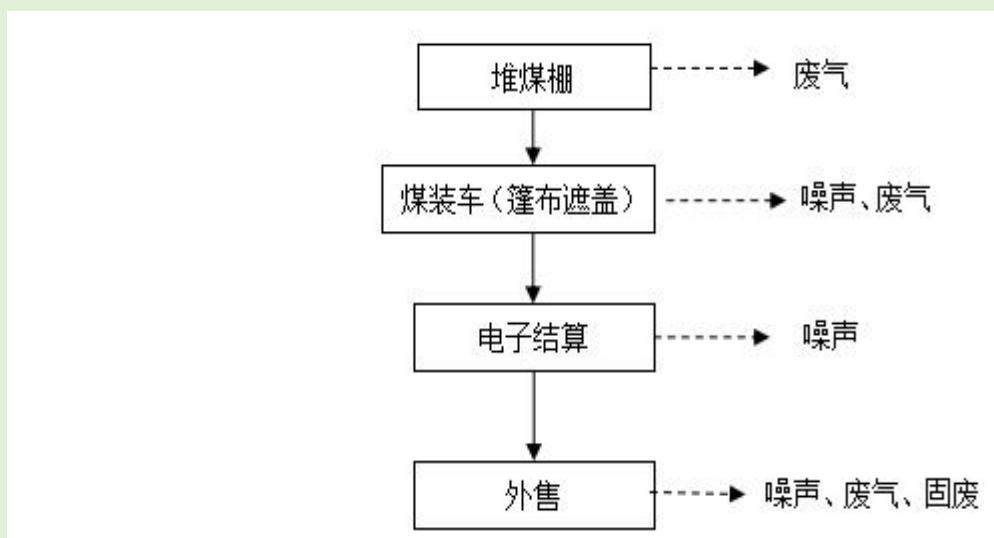 堆煤棚
废气
煤装车（篷布遮盖）
噪声、废气
电子结算
噪声
外售
噪声、废气、固废